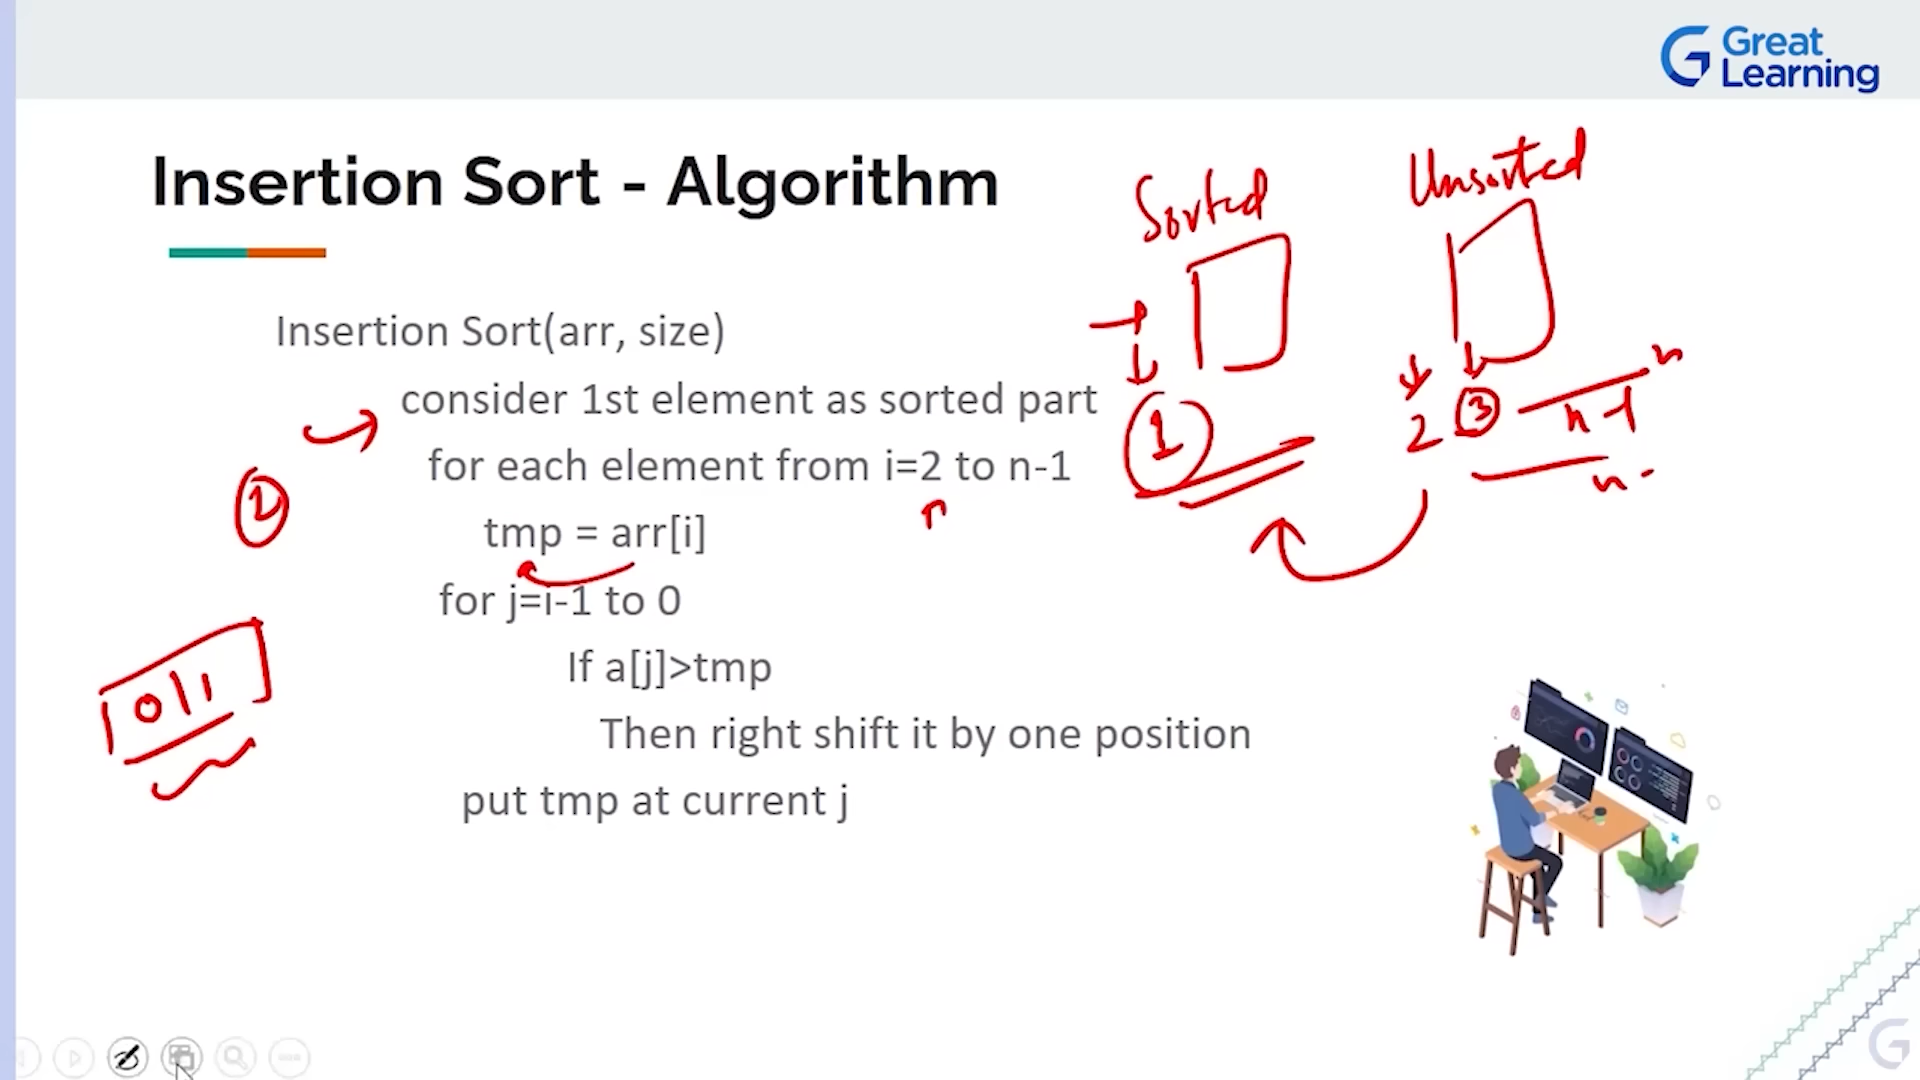 Great
Learning
Insertion Sort - Algorithm
Sorted
Unsorted
Insertion Sort(arr, size)
consider 1st element as sorted part
for each element from i=2 to n-1
tmp = arr[i]
for j=i-1 to 0
If a[j]>tmp
Then right shift it by one position
put tmp at current j
1
2 3
n
n-1
n-
2